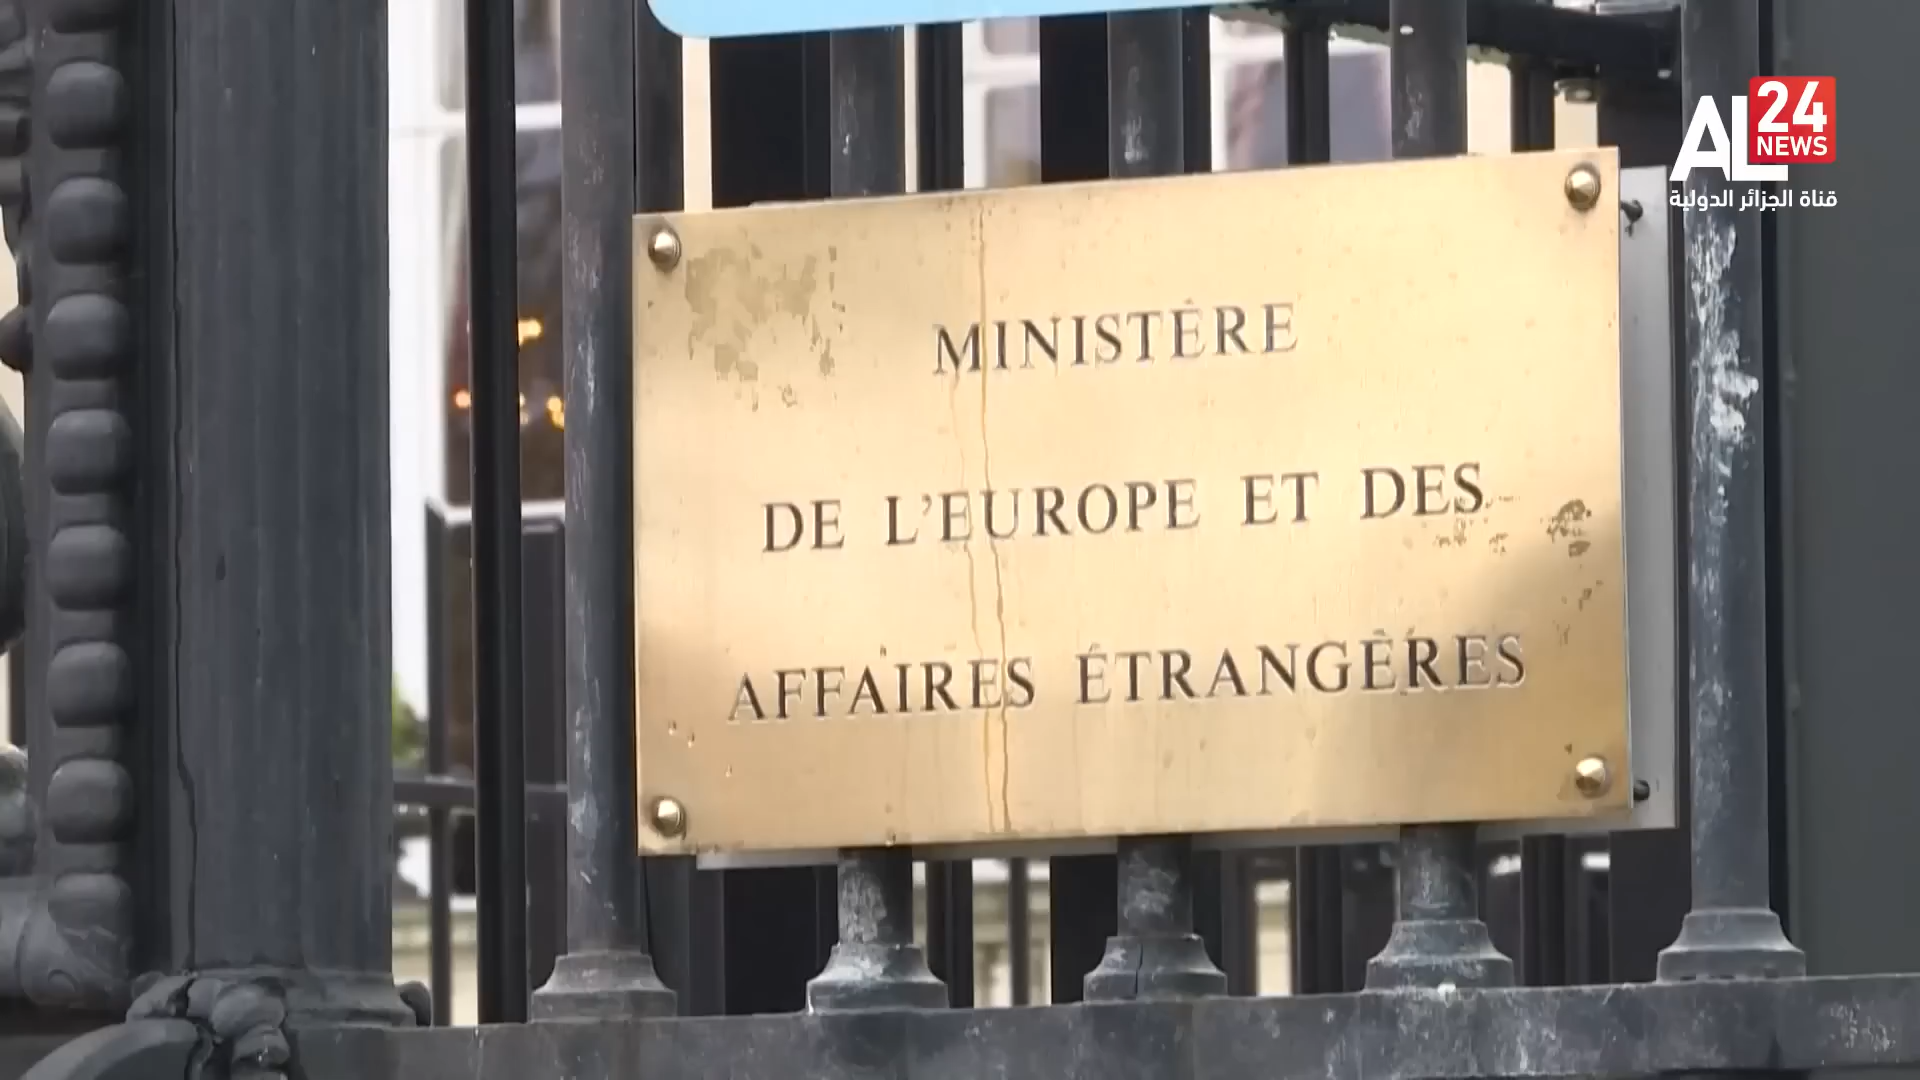 AL
24
NEWS
قناة الجزائر الدولية
MINISTÈRE
DE L'EUROPE ET DES
AFFAIRES ÉTRANGÈRES